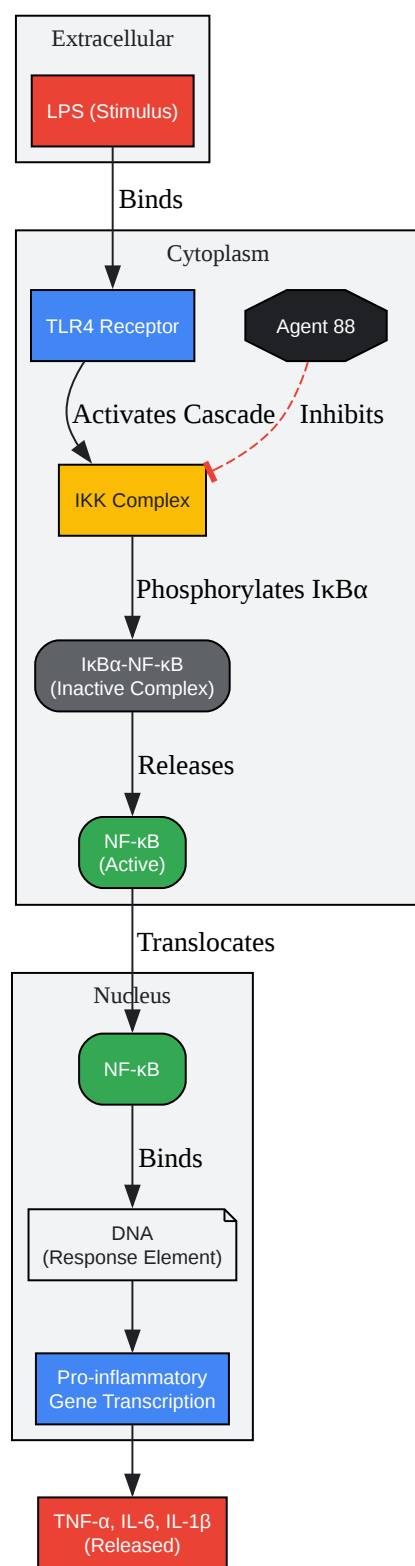 Extracellular
LPS (Stimulus)
Binds
Cytoplasm
TLR4 Receptor
Agent 88
Activates Cascade
Inhibits
IKK Complex
Phosphorylates IκBα
IκBα-NF-κB
(Inactive Complex)
Releases
NF-κB
(Active)
Translocates
Nucleus
NF-κB
Binds
DNA
(Response Element)
Pro-inflammatory
Gene Transcription
TNF-α, IL-6, IL-1β
(Released)